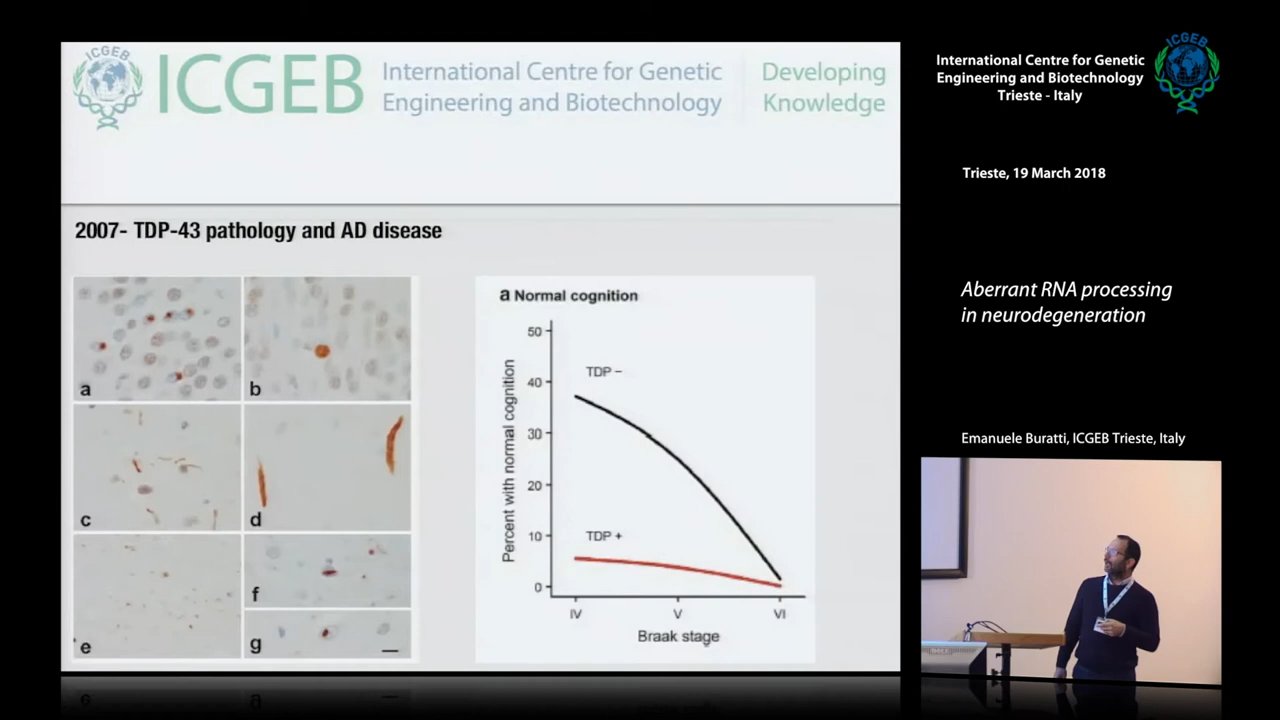 ICGEB
ICGEB
International Centre for Genetic
Engineering and Biotechnology
Developing
Knowledge
2007- TDP-43 pathology and AD disease
a
b
c
d
e
f
g
a Normal cognition
Percent with normal cognition
50
40
30
20
10
0
TDP –
TDP +
IV
V
VI
Braak stage
International Centre for Genetic
Engineering and Biotechnology
Trieste - Italy
ICGEB
Trieste, 19 March 2018
Aberrant RNA processing
in neurodegeneration
Emanuele Buratti, ICGEB Trieste, Italy